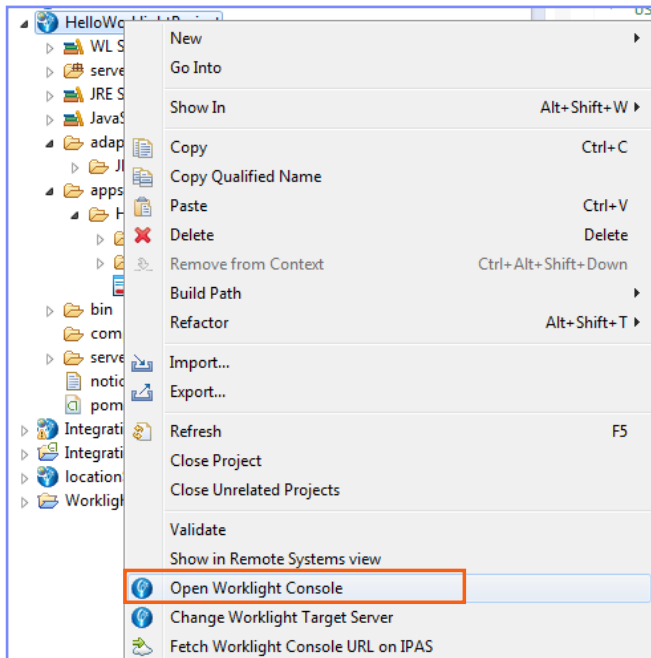 HelloWorklightProject
New
WL S
Go Into
serve
JRE S
Show In Alt+Shift+W
JavaS
adap
Copy Ctrl+C
Copy Qualified Name
apps
Paste Ctrl+V
H
Delete Delete
Remove from Context Ctrl+Alt+Shift+Down
Build Path
bin
Refactor Alt+Shift+T
com
serve
Import...
notic
Export...
pom
Integrati
Refresh F5
Integrati
Close Project
location
Close Unrelated Projects
Workligh
Validate
Show in Remote Systems view
Open Worklight Console
Change Worklight Target Server
Fetch Worklight Console URL on IPAS